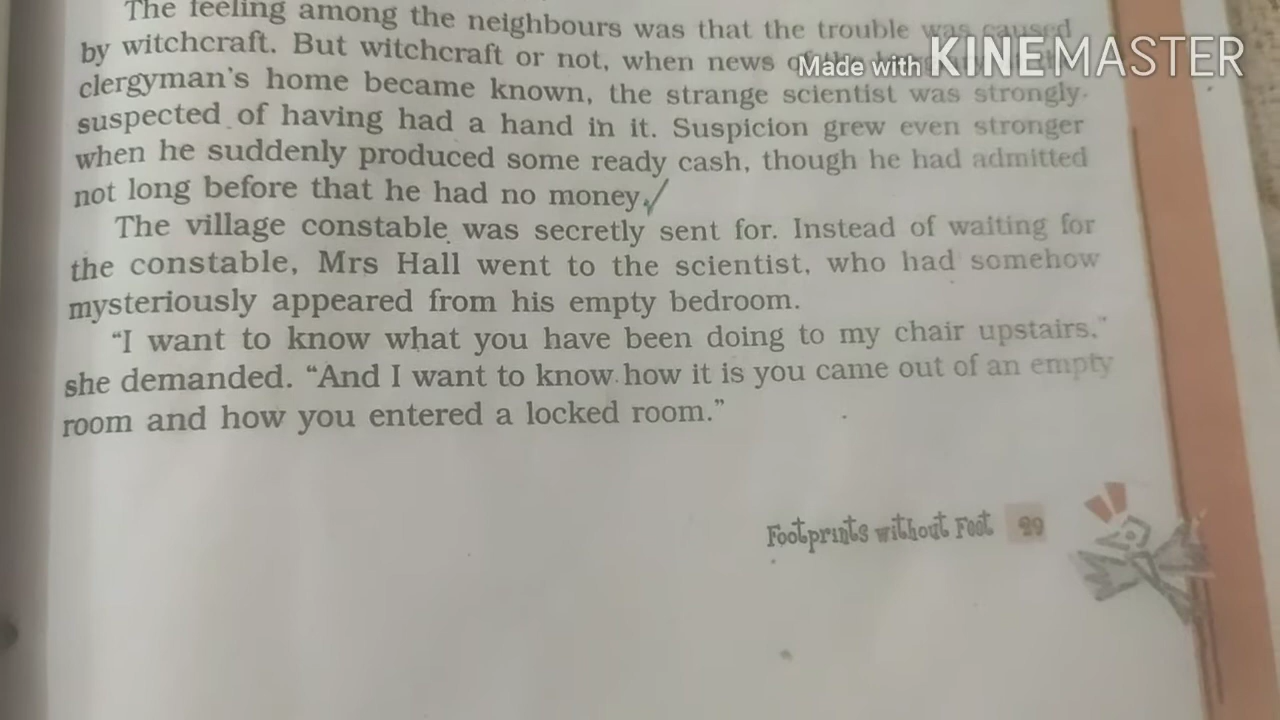 The feeling among the neighbours was that the trouble was caused
by witchcraft. But witchcraft or not, when news
Made with KINEMASTER
clergyman's home became known, the strange scientist was strongly
suspected of having had a hand in it. Suspicion grew even stronger
when he suddenly produced some ready cash, though he had admitted
not long before that he had no money.
The village constable was secretly sent for. Instead of waiting for
the constable, Mrs Hall went to the scientist, who had somehow
mysteriously appeared from his empty bedroom.
“I want to know what you have been doing to my chair upstairs,”
she demanded. “And I want to know how it is you came out of an empty
room and how you entered a locked room.”
Footprints without Feet